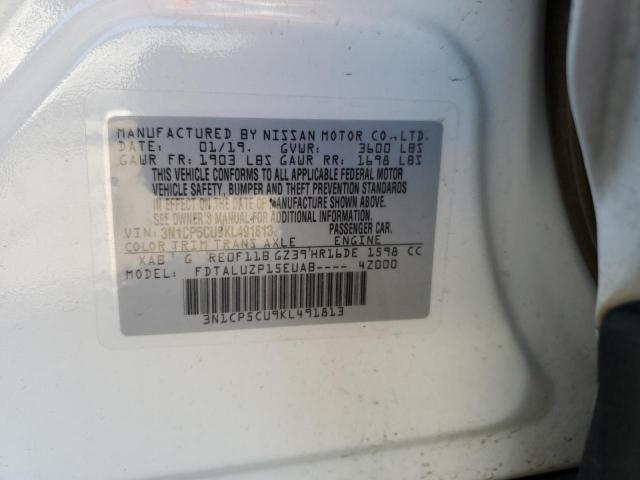 MANUFACTURED BY NISSAN MOTOR CO.,LTD.
DATE: 01/19. GVWR: 3600 LBS
GAWR FR: 1903 LBS GAWR RR: 1698 LBS
THIS VEHICLE CONFORMS TO ALL APPLICABLE FEDERAL MOTOR
VEHICLE SAFETY, BUMPER AND THEFT PREVENTION STANDARDS
IN EFFECT ON THE DATE OF MANUFACTURE SHOWN ABOVE.
SEE OWNER'S MANUAL FOR ADDITIONAL INFORMATION.
VIN: 3N1CP5CU9KL491813. PASSENGER CAR.
COLOR TRIM TRANS AXLE ENGINE
XAB G RE0F11B GZ39 HR16DE 1598 CC
MODEL: FDTALUZP15EUAB---- 4Z000
3N1CP5CU9KL491813